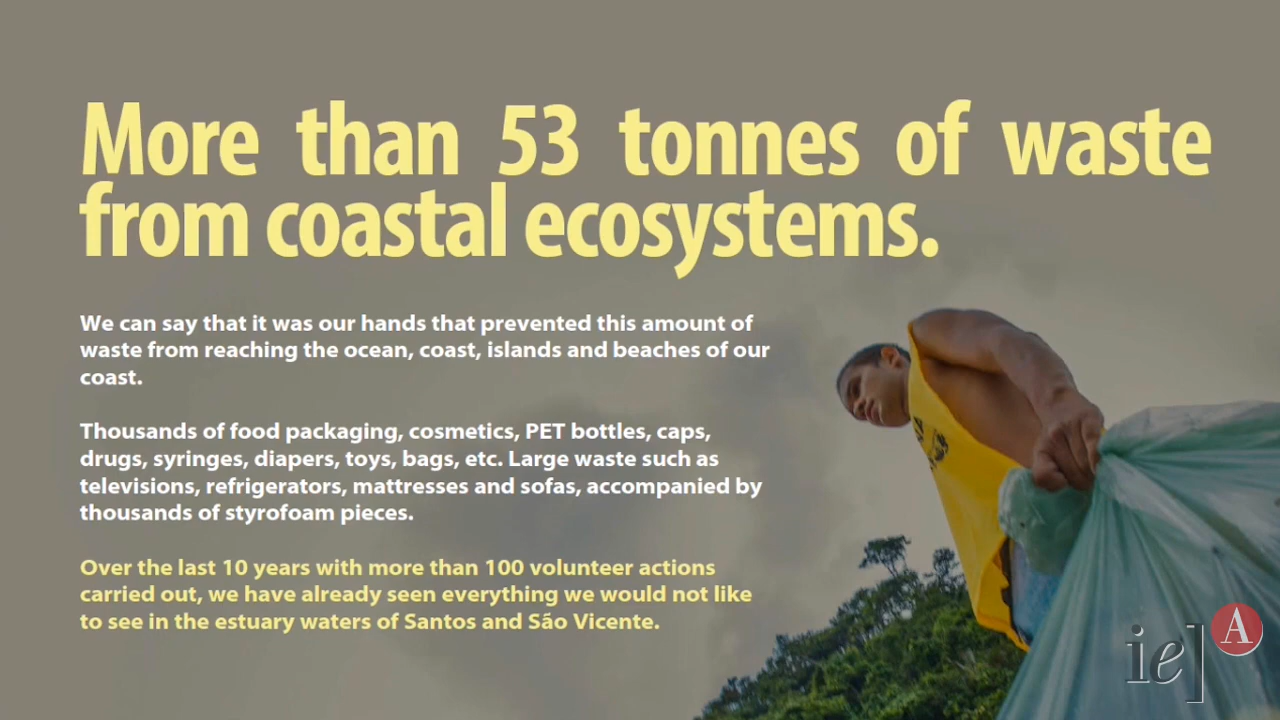 More than 53 tonnes of waste
from coastal ecosystems.
We can say that it was our hands that prevented this amount of
waste from reaching the ocean, coast, islands and beaches of our
coast.
Thousands of food packaging, cosmetics, PET bottles, caps,
drugs, syringes, diapers, toys, bags, etc. Large waste such as
televisions, refrigerators, mattresses and sofas, accompanied by
thousands of styrofoam pieces.
Over the last 10 years with more than 100 volunteer actions
carried out, we have already seen everything we would not like
to see in the estuary waters of Santos and São Vicente.
ie] A